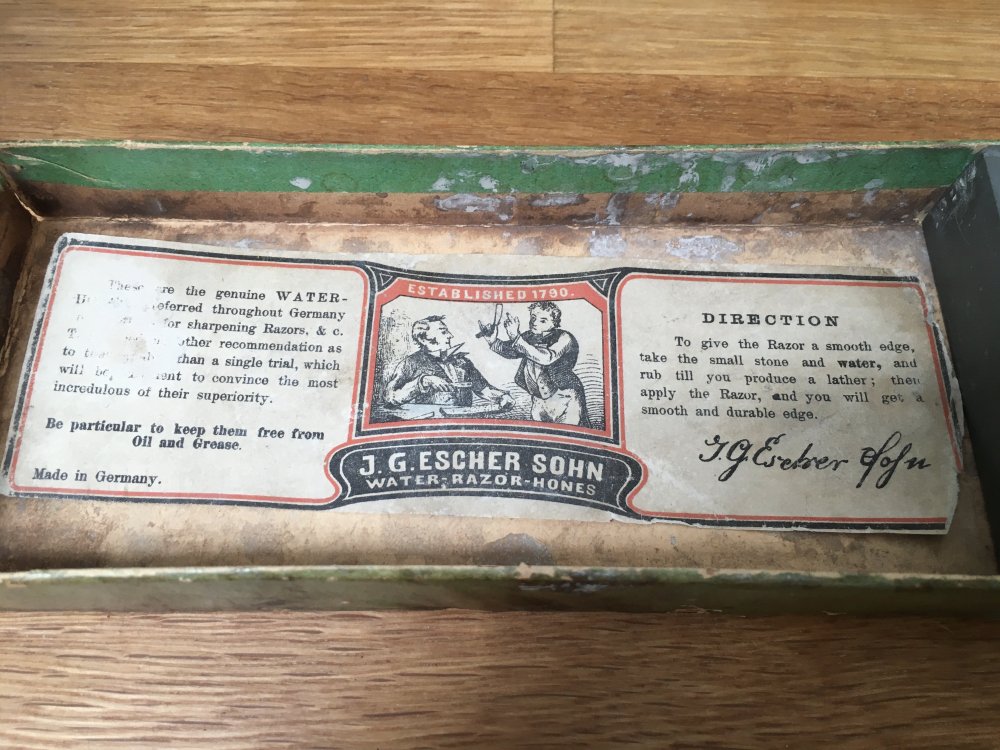 These are the genuine WATER-
referred throughout Germany
for sharpening Razors, & c.
other recommendation as
to than a single trial, which
will to convince the most
incredulous of their superiority.
Be particular to keep them free from
Oil and Grease.
Made in Germany.
ESTABLISHED 1790.
J. G. ESCHER SOHN
WATER-RAZOR-HONES
DIRECTION
To give the Razor a smooth edge,
take the small stone and water, and
rub till you produce a lather; then
apply the Razor, and you will get a
smooth and durable edge.
J G Escher Sohn